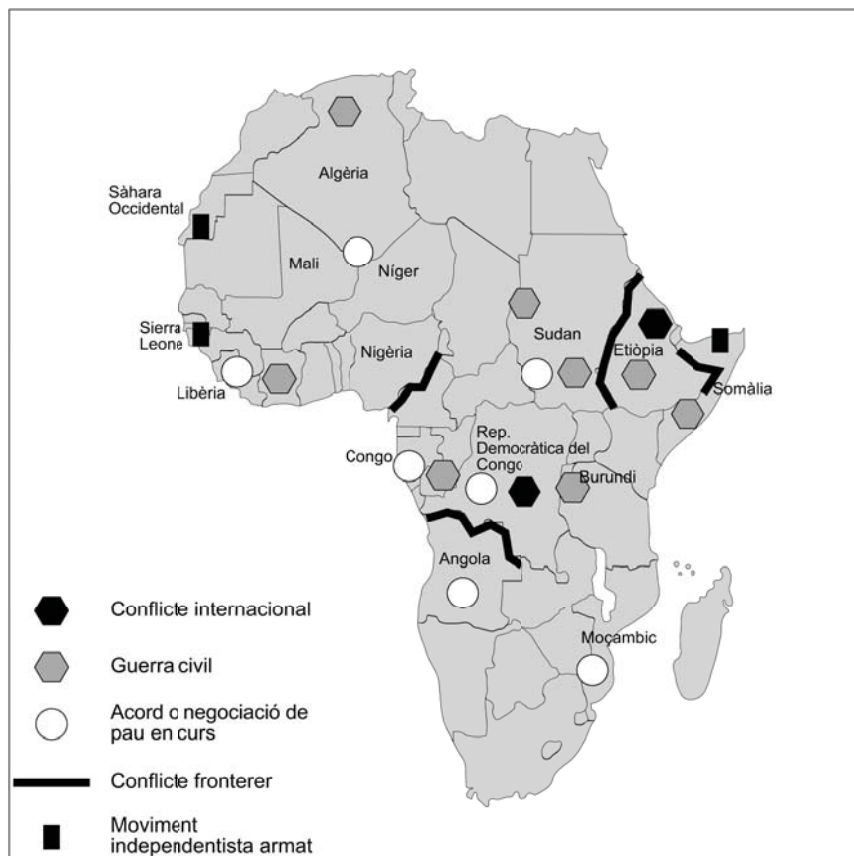 Algèria
Sàhara
Occidental
Mali
Níger
Sierra
Leone
Nigèria
Sudan
Etiòpia
Libèria
Somàlia
Rep.
Democràtica del
Congo
Congo
Burundi
Angola
Moçambic
Conflicte internacional
Guerra civil
Acord o negociació de
pau en curs
Conflicte fronterer
Moviment
independentista armat